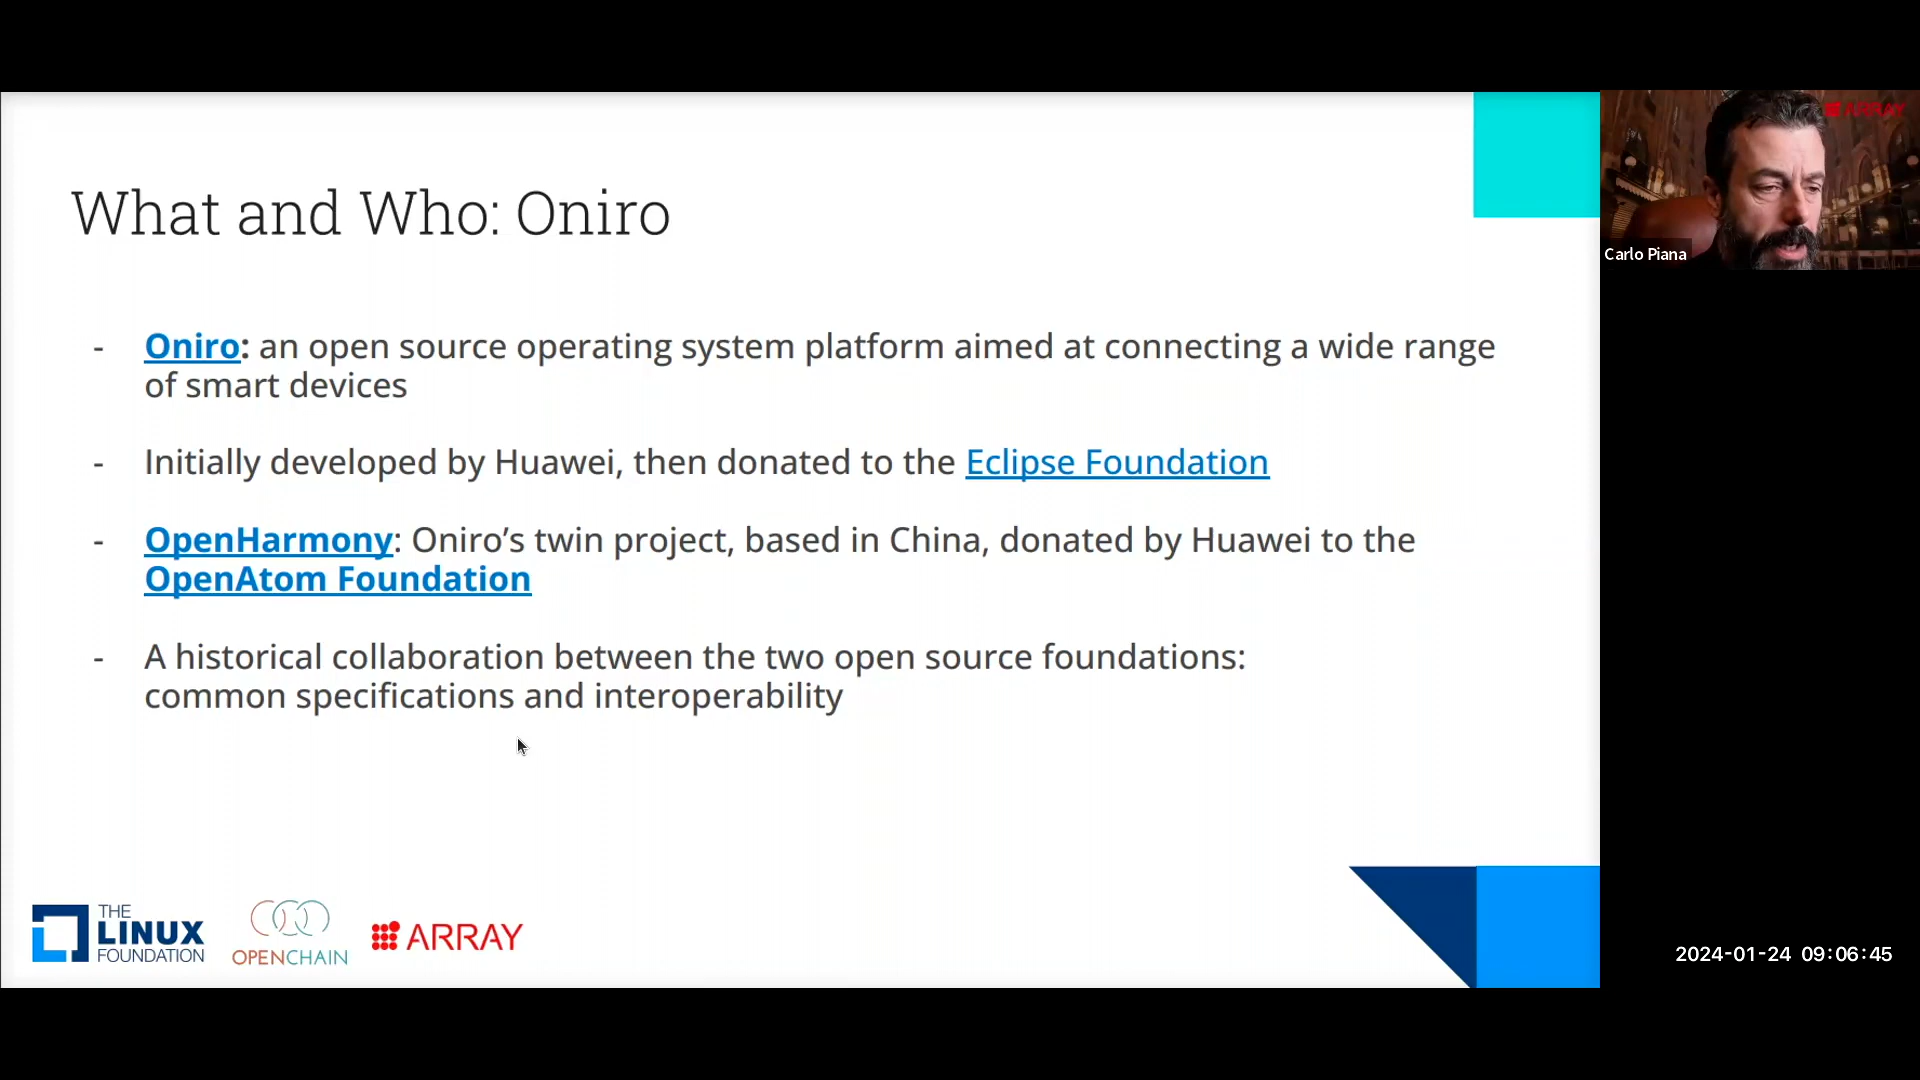 What and Who: Oniro
- Oniro: an open source operating system platform aimed at connecting a wide range
of smart devices
- Initially developed by Huawei, then donated to the Eclipse Foundation
- OpenHarmony: Oniro’s twin project, based in China, donated by Huawei to the
OpenAtom Foundation
- A historical collaboration between the two open source foundations:
common specifications and interoperability
THE
LINUX
FOUNDATION
OPENCHAIN
ARRAY
ARRAY
Carlo Piana
2024-01-24 09:06:45